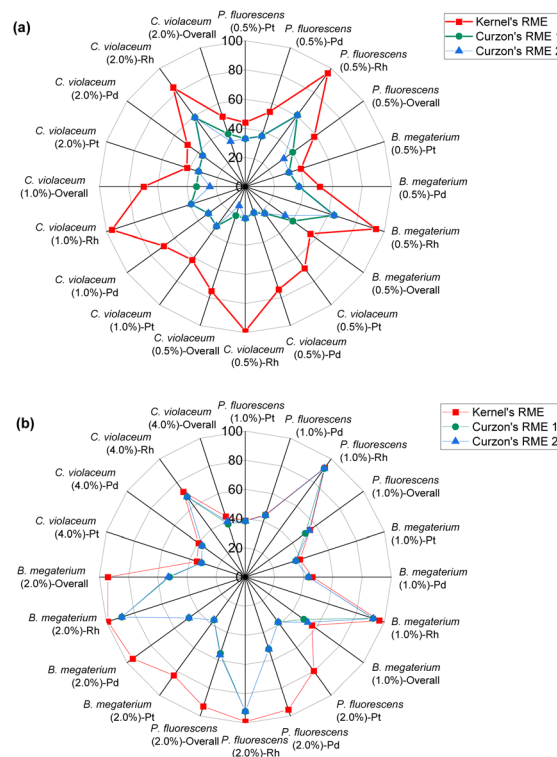 (a)
Kernel's RME
Curzon's RME 1
Curzon's RME 2
P. fluorescens
(0.5%)-Pt
P. fluorescens
(0.5%)-Pd
P. fluorescens
(0.5%)-Rh
P. fluorescens
(0.5%)-Overall
B. megaterium
(0.5%)-Pt
B. megaterium
(0.5%)-Pd
B. megaterium
(0.5%)-Rh
B. megaterium
(0.5%)-Overall
C. violaceum
(0.5%)-Pt
C. violaceum
(0.5%)-Pd
C. violaceum
(0.5%)-Rh
C. violaceum
(0.5%)-Overall
C. violaceum
(1.0%)-Pt
C. violaceum
(1.0%)-Pd
C. violaceum
(1.0%)-Rh
C. violaceum
(1.0%)-Overall
C. violaceum
(2.0%)-Pt
C. violaceum
(2.0%)-Pd
C. violaceum
(2.0%)-Rh
C. violaceum
(2.0%)-Overall
100
80
60
40
20
0
(b)
Kernel's RME
Curzon's RME 1
Curzon's RME 2
P. fluorescens
(1.0%)-Pt
P. fluorescens
(1.0%)-Pd
P. fluorescens
(1.0%)-Rh
P. fluorescens
(1.0%)-Overall
B. megaterium
(1.0%)-Pt
B. megaterium
(1.0%)-Pd
B. megaterium
(1.0%)-Rh
B. megaterium
(1.0%)-Overall
P. fluorescens
(2.0%)-Pt
P. fluorescens
(2.0%)-Pd
P. fluorescens
(2.0%)-Rh
P. fluorescens
(2.0%)-Overall
B. megaterium
(2.0%)-Pt
B. megaterium
(2.0%)-Pd
B. megaterium
(2.0%)-Rh
B. megaterium
(2.0%)-Overall
C. violaceum
(4.0%)-Pt
C. violaceum
(4.0%)-Pd
C. violaceum
(4.0%)-Rh
C. violaceum
(4.0%)-Overall
100
80
60
40
20
0